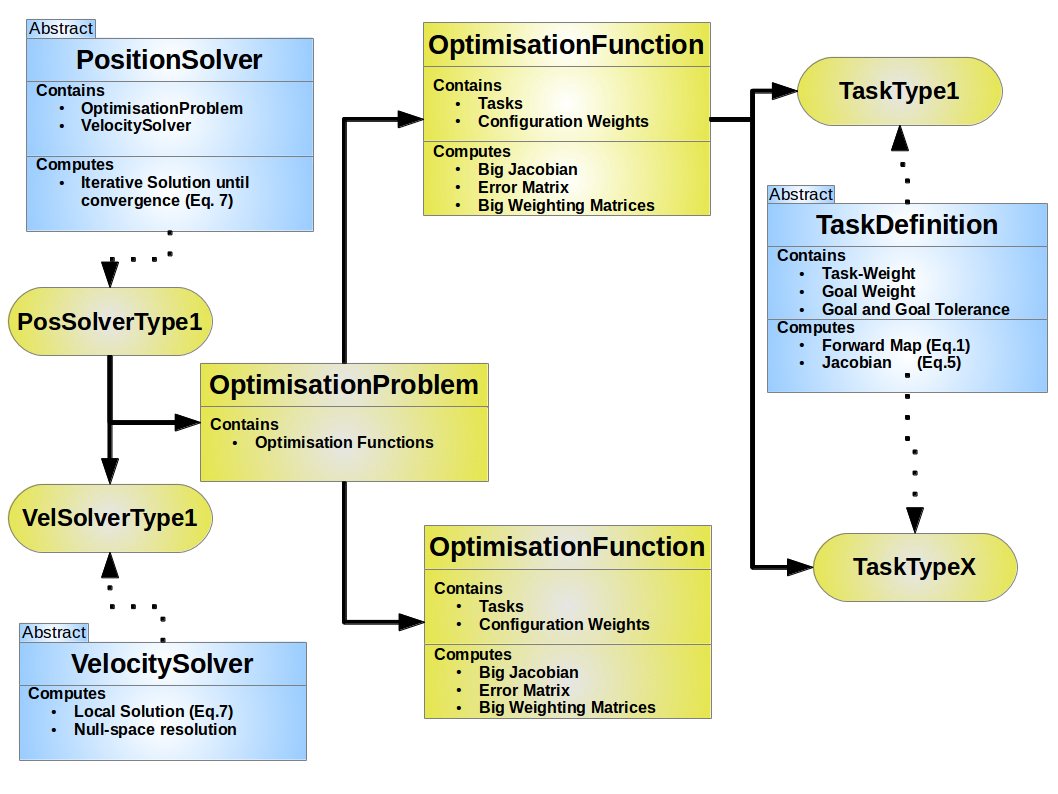 Abstract
PositionSolver
Contains
• OptimisationProblem
• VelocitySolver
Computes
• Iterative Solution until
convergence (Eq. 7)
PosSolverType1
OptimisationProblem
Contains
• Optimisation Functions
VelSolverType1
Abstract
VelocitySolver
Computes
• Local Solution (Eq.7)
• Null-space resolution
OptimisationFunction
Contains
• Tasks
• Configuration Weights
Computes
• Big Jacobian
• Error Matrix
• Big Weighting Matrices
OptimisationFunction
Contains
• Tasks
• Configuration Weights
Computes
• Big Jacobian
• Error Matrix
• Big Weighting Matrices
TaskType1
Abstract
TaskDefinition
Contains
• Task-Weight
• Goal Weight
• Goal and Goal Tolerance
Computes
• Forward Map (Eq.1)
• Jacobian (Eq.5)
TaskTypeX